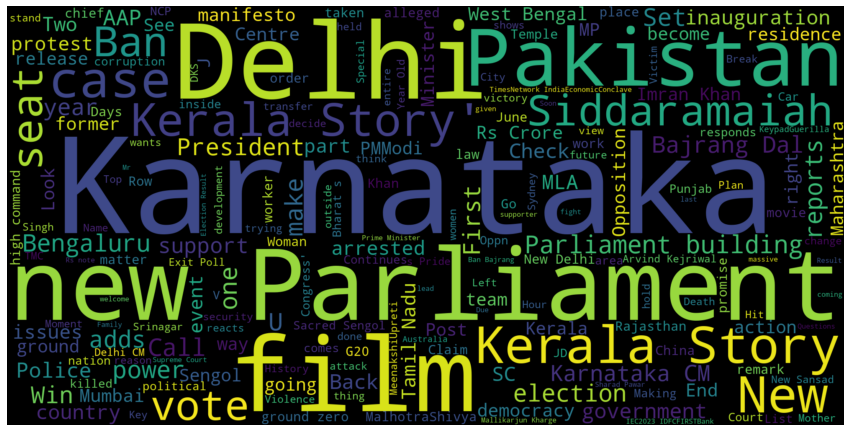 chief
AAP
Two
NCP
protest
See
Ban
release
corruption
DKS
J
Delhi
alleged
taken
held
Special
manifesto
Centre
order
inside
transfer
entire
decide
Year Old
Minister
West Bengal
place
shows
Temple
MP
Set
become
inauguration
residence
stand
Pakistan
Victim
City
Break
TimesNetwork IndiaEconomicConclave
victory
Imran Khan
Car
given
Soon
June
Siddaramaiah
case
year
seat
former
Days
wants
Kerala Story'
President
part
PMModi
Rs Crore
Check
view
work
future
law
responds
KeypadGuerilla
Bajrang Dal
MLA
Opposition
right
reports
Maharashtra
Look
Top
Row
Mr
Election Result
development
trying
worker
think
Khan
make
outside
Bharat's
Karnataka
First
Go
Sydney
women
supporter
fight
Punjab
Plan
movie
last
high command
Singh
Name
Bengaluru
TMC
matter
support
Exit Poll
Rs note
Woman
arrested
Continues
Prime Minister
s Pride
Congress'
Oppn
Ban Bajrang
New Delhi
Parliament building
area
Arvind Kejriwal
massive
promise
change
Result
new Parliament
welcome
event
one
V
U
lead
Left
team
Due
Hour
hold
Death
coming
issues
Moment
Family
Srinagar
adds
security
reacts
Sacred Sengol
done
Australia
Tamil Nadu
Post
Claim
Kerala
Rajasthan
action
Hit
Questions
ground
Delhi CM
Supreme Court
Call
reason
way
History
comes
G20
Meenakshipreti
Kerala Story
nation
Police
killed
power
Sengol
going
attack
thing
Back
SC
JD
China
Karnataka CM
remark
Making
Sharad Pawar
End
New Sansad
Win
Mumbai
political
Violence
film
election
New
country
Key
vote
ground zero
MalhotraShivya
democracy
Mallikarjun Kharge
government
IEC2023 IDFCFIRSTBank
Court
List
Mother